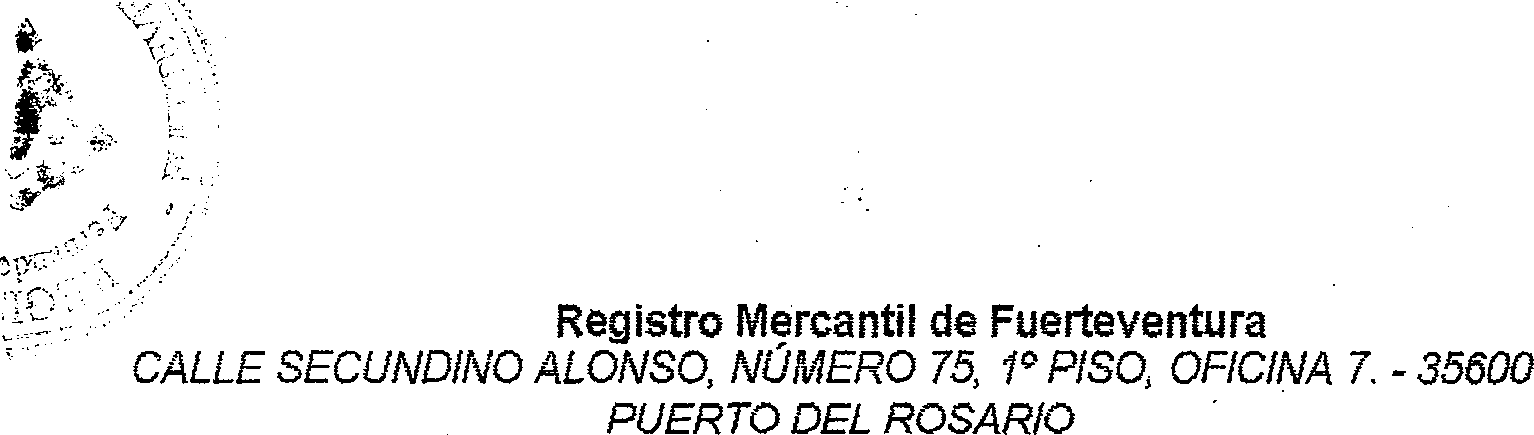 Registro Mercantil de Fuerteventura
CALLE SECUNDINO ALONSO, NÚMERO 75, 1º PISO, OFICINA 7. - 35600
PUERTO DEL ROSARIO